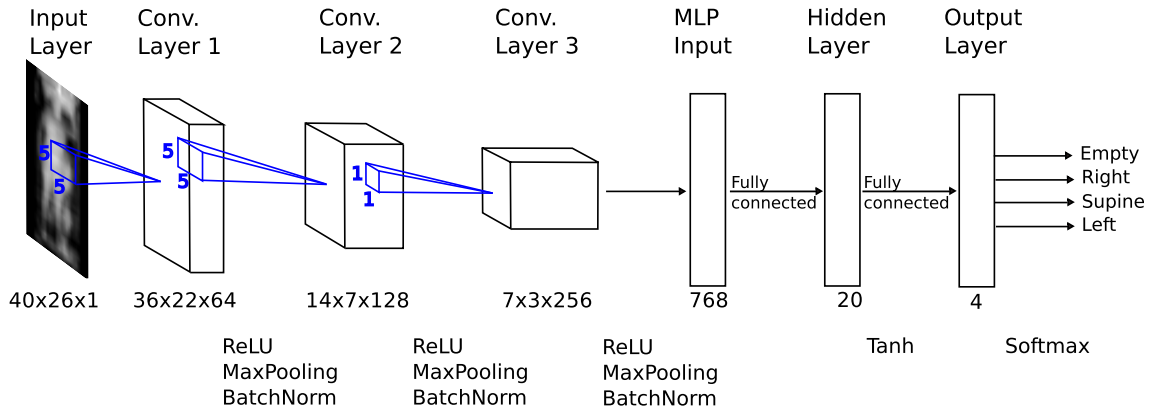 Input Layer
Conv. Layer 1
Conv. Layer 2
Conv. Layer 3
MLP Input
Hidden Layer
Output Layer
5
5
5
5
1
1
Fully connected
Fully connected
Empty
Right
Supine
Left
40x26x1
36x22x64
14x7x128
7x3x256
768
20
4
ReLU
MaxPooling
BatchNorm
ReLU
MaxPooling
BatchNorm
ReLU
MaxPooling
BatchNorm
Tanh
Softmax